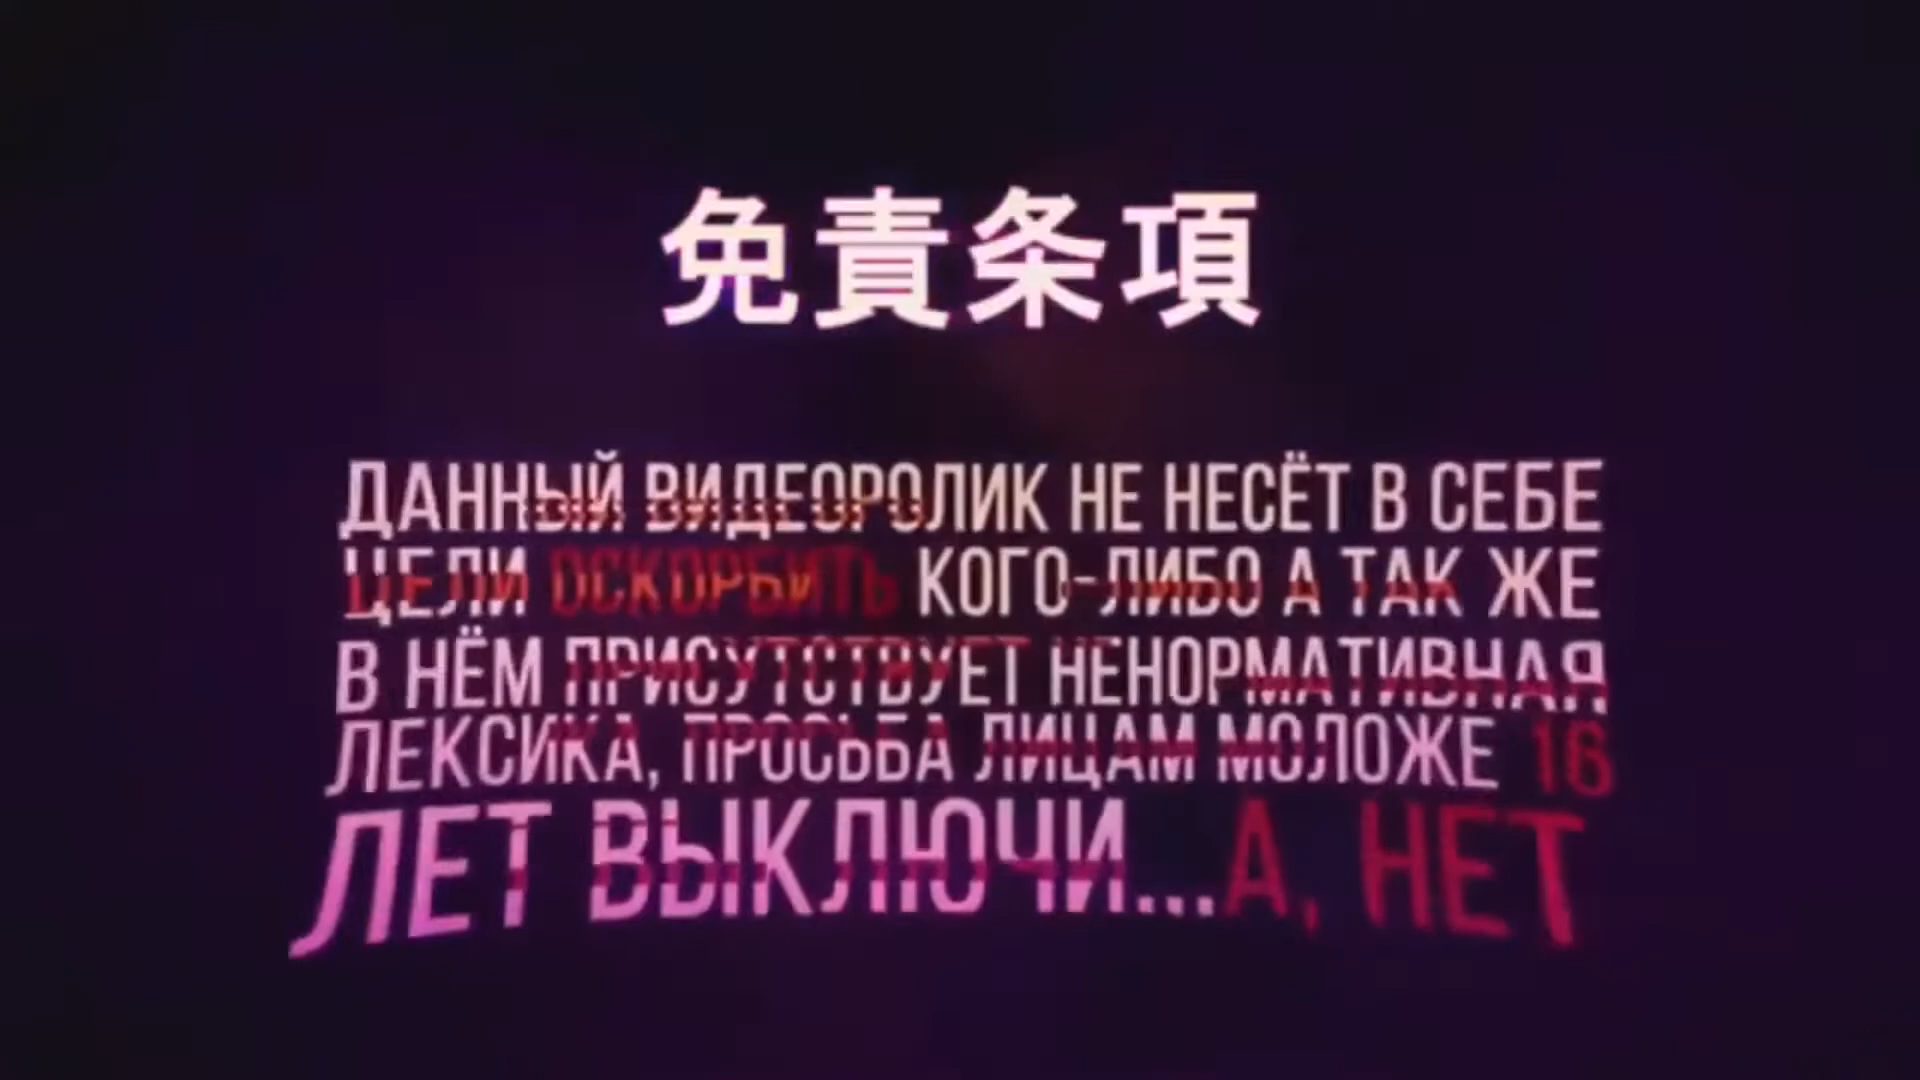 免責条項
ДАННЫЙ ВИДЕОРОЛИК НЕ НЕСЁТ В СЕБЕ
ЦЕЛИ ОСКОРБИТЬ КОГО-ЛИБО А ТАК ЖЕ
В НЁМ ПРИСУТСТВУЕТ НЕНОРМАТИВНАЯ
ЛЕКСИКА, ПРОСЬБА ЛИЦАМ МОЛОЖЕ 16
ЛЕТ ВЫКЛЮЧИ...А, НЕТ